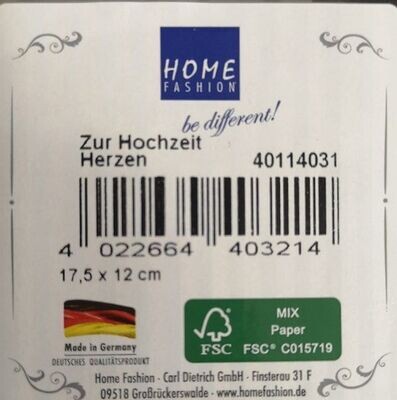 HOME
FASHION
be different!
Zur Hochzeit
Herzen 40114031
4 022664 403214
17,5 x 12 cm
Made in Germany
DEUTSCHES QUALITÄTSPRODUKT
FSC
MIX
Paper
FSC® C015719
Home Fashion - Carl Dietrich GmbH - Finsterau 31 F
09518 Großrückerswalde - www.homefashion.de